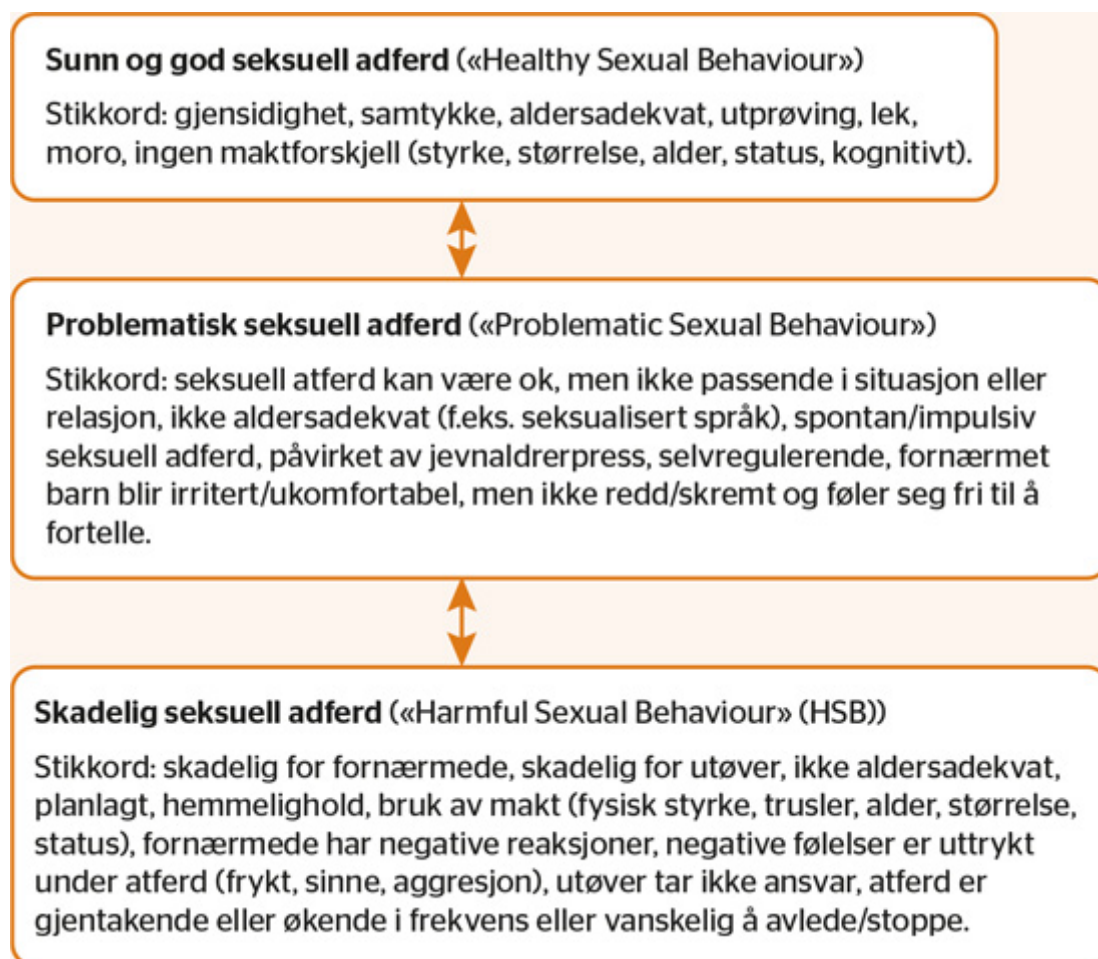 Sunn og god seksuell adferd («Healthy Sexual Behaviour»)
Stikkord: gjensidighet, samtykke, aldersadekvat, utprøving, lek,
moro, ingen maktforskjell (styrke, størrelse, alder, status, kognitivt).
Problematisk seksuell adferd («Problematic Sexual Behaviour»)
Stikkord: seksuell atferd kan være ok, men ikke passende i situasjon eller
relasjon, ikke aldersadekvat (f.eks. seksualisert språk), spontan/impulsiv
seksuell adferd, påvirket av jevnaldrerpress, selvregulerende, fornærmet
barn blir irritert/ukomfortabel, men ikke redd/skremt og føler seg fri til å
fortelle.
Skadelig seksuell adferd («Harmful Sexual Behaviour» (HSB))
Stikkord: skadelig for fornærmede, skadelig for utøver, ikke aldersadekvat,
planlagt, hemmelighold, bruk av makt (fysisk styrke, trusler, alder, størrelse,
status), fornærmede har negative reaksjoner, negative følelser er uttrykt
under atferd (frykt, sinne, aggresjon), utøver tar ikke ansvar, atferd er
gjentakende eller økende i frekvens eller vanskelig å avlede/stoppe.